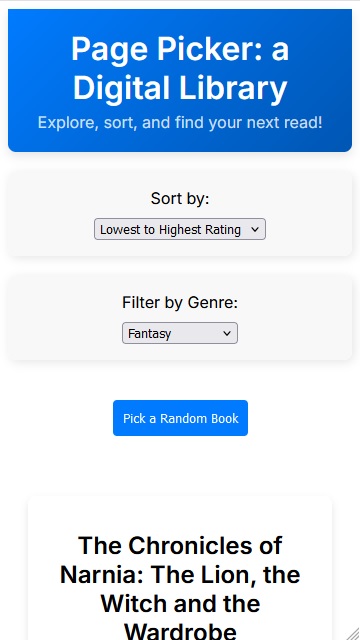 Page Picker: a
Digital Library
Explore, sort, and find your next read!
Sort by:
Lowest to Highest Rating
Filter by Genre:
Fantasy
Pick a Random Book
The Chronicles of
Narnia: The Lion, the
Witch and the
Wardrobe